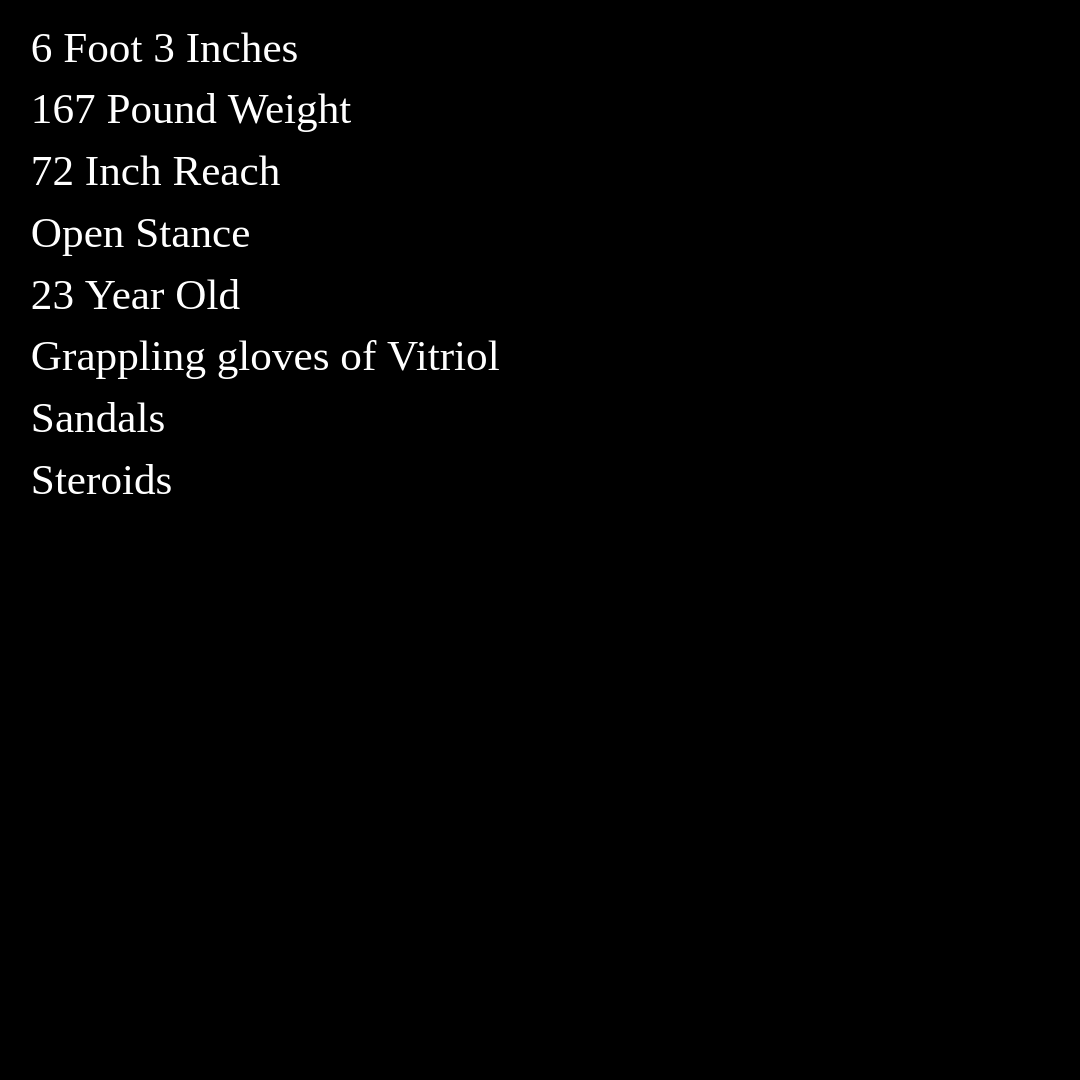 6 Foot 3 Inches
167 Pound Weight
72 Inch Reach
Open Stance
23 Year Old
Grappling gloves of Vitriol
Sandals
Steroids